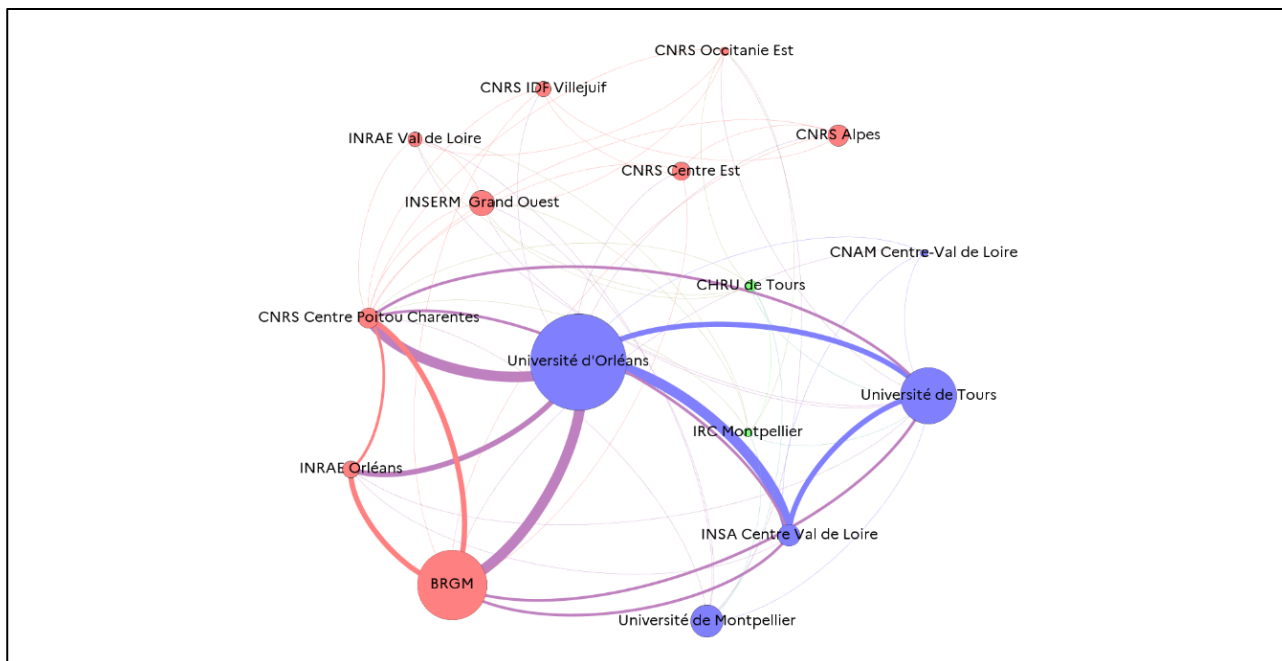 CNRS Occitanie Est
CNRS IDF Villejuif
CNRS Alpes
INRAE Val de Loire
CNRS Centre Est
INSERM Grand Ouest
CNAM Centre-Val de Loire
CHRU de Tours
CNRS Centre Poitou Charentes
Université d'Orléans
Université de Tours
IRC Montpellier
INRAE Orléans
INSA Centre Val de Loire
BRGM
Université de Montpellier